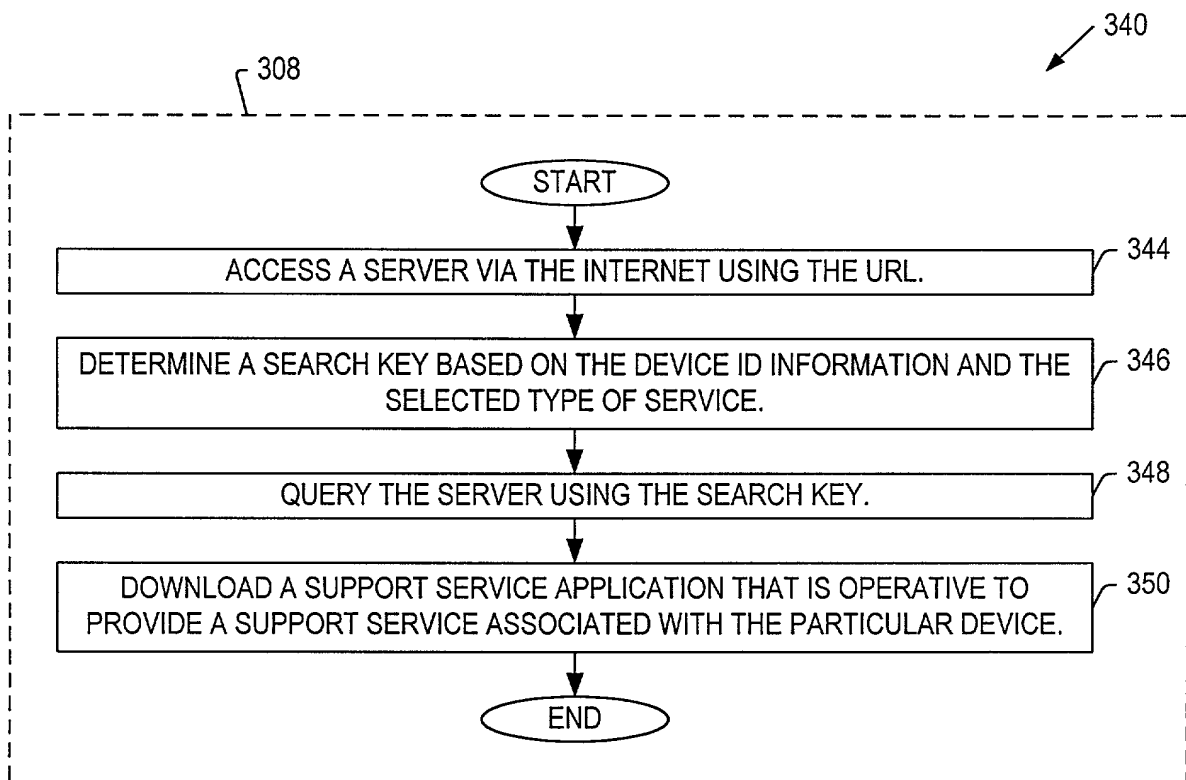 340
308
START
ACCESS A SERVER VIA THE INTERNET USING THE URL.
344
DETERMINE A SEARCH KEY BASED ON THE DEVICE ID INFORMATION AND THE
SELECTED TYPE OF SERVICE.
346
QUERY THE SERVER USING THE SEARCH KEY.
348
DOWNLOAD A SUPPORT SERVICE APPLICATION THAT IS OPERATIVE TO
PROVIDE A SUPPORT SERVICE ASSOCIATED WITH THE PARTICULAR DEVICE.
350
END